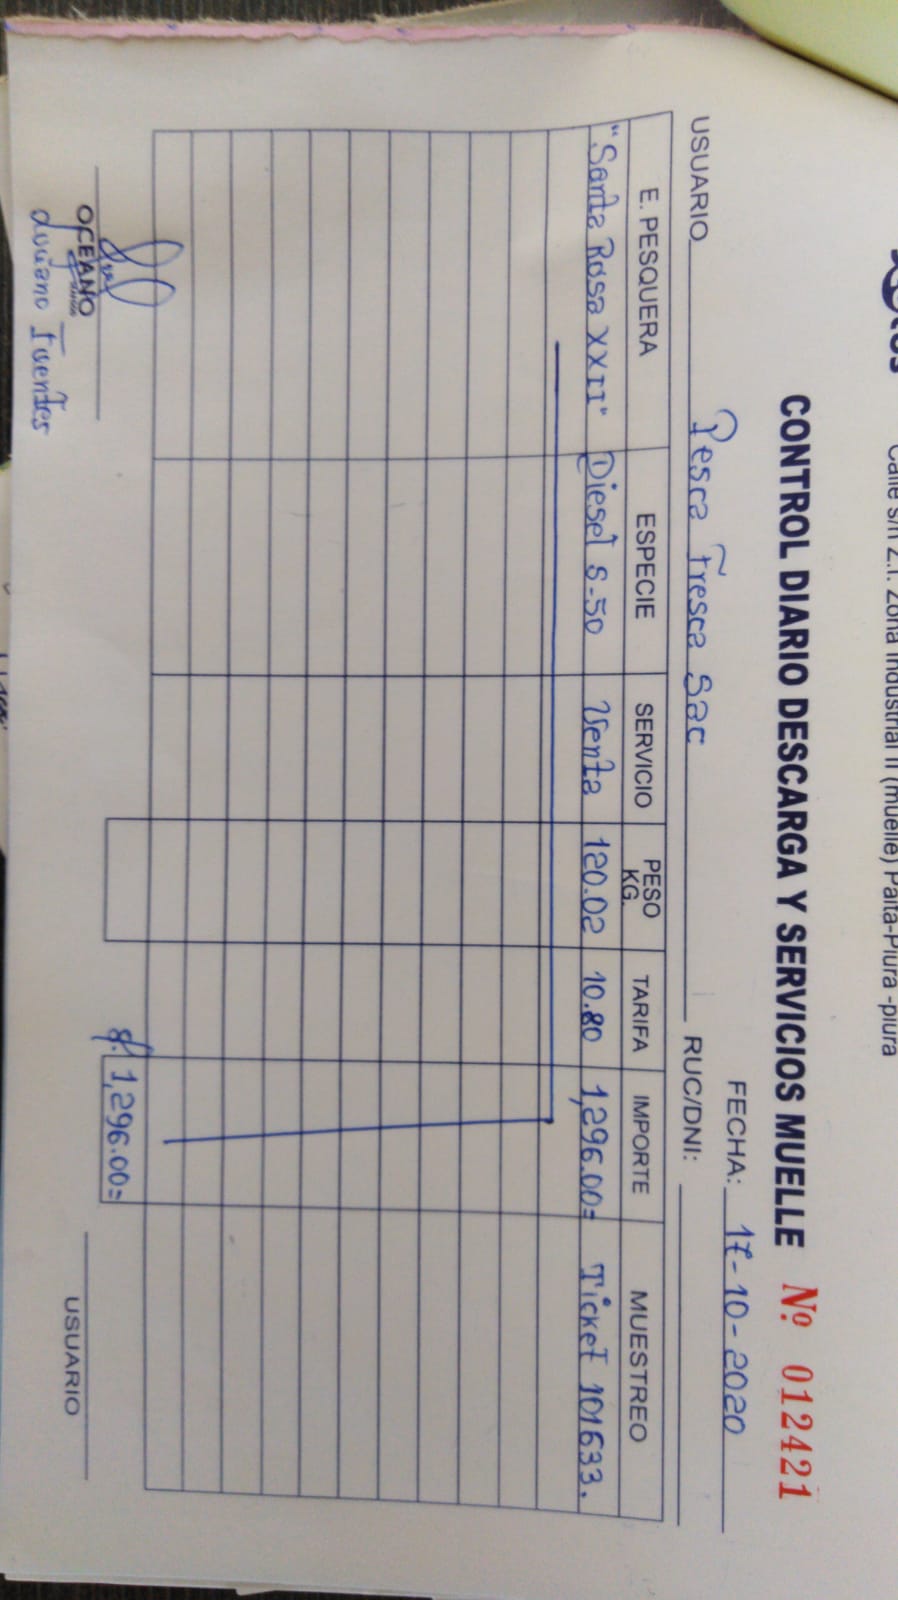 Calle s/n Z.I. Zona Industrial II (muelle) Paita-Piura -piura
CONTROL DIARIO DESCARGA Y SERVICIOS MUELLE Nº 012421
FECHA: 17-10-2020
USUARIO Pesca Fresca Sac RUC/DNI:
E. PESQUERA ESPECIE SERVICIO PESO KG. TARIFA IMPORTE MUESTREO
"Santa Rosa XXII" Diesel S-50 Venta 120.02 10.80 1,296.00= Ticket 101633.
S/. 1,296.00=
OCEANO USUARIO
Luciano Fuentes